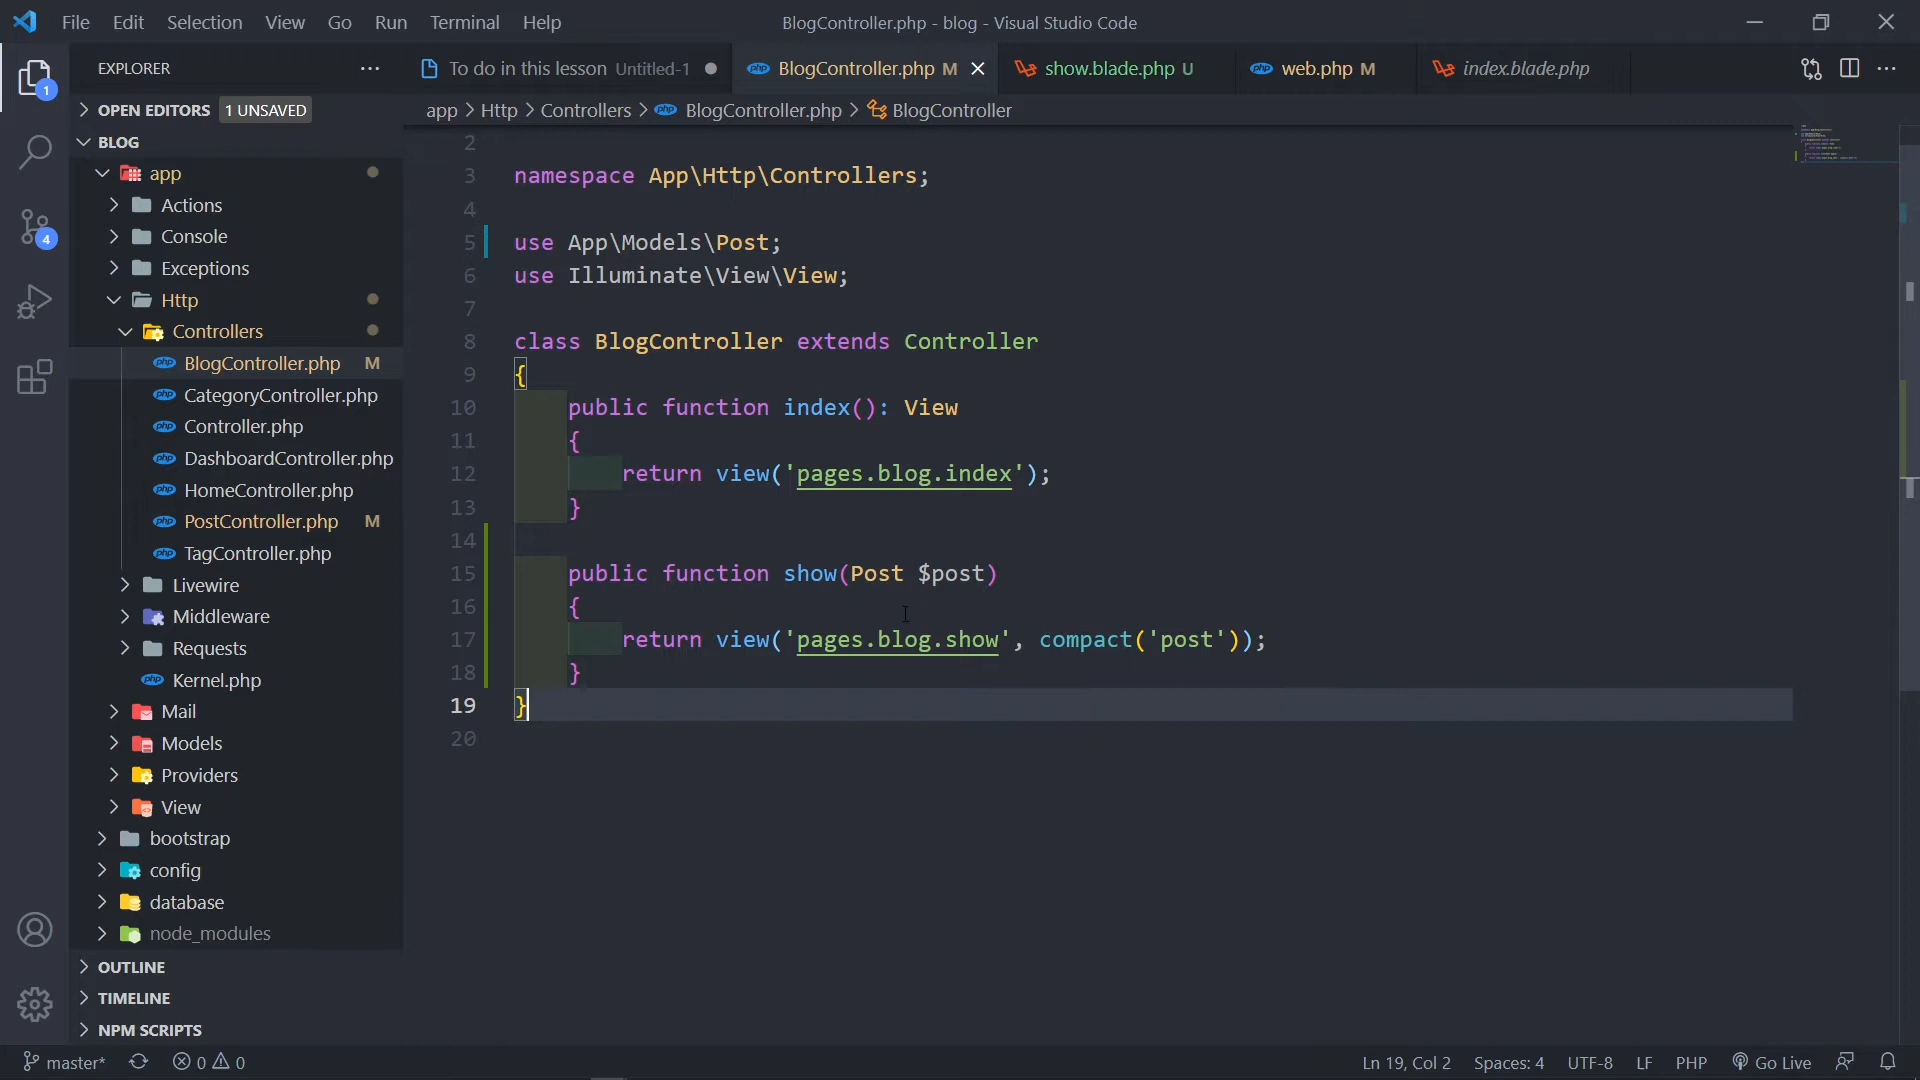 File Edit Selection View Go Run Terminal Help
BlogController.php - blog - Visual Studio Code
EXPLORER
To do in this lesson Untitled-1
BlogController.php M
show.blade.php U
web.php M
index.blade.php
OPEN EDITORS 1 UNSAVED
app > Http > Controllers > BlogController.php > BlogController
BLOG
app
Actions
Console
Exceptions
Http
Controllers
BlogController.php M
CategoryController.php
Controller.php
DashboardController.php
HomeController.php
PostController.php M
TagController.php
Livewire
Middleware
Requests
Kernel.php
Mail
Models
Providers
View
bootstrap
config
database
node_modules
OUTLINE
TIMELINE
NPM SCRIPTS
1
4
2
3 namespace App\Http\Controllers;
4
5 use App\Models\Post;
6 use Illuminate\View\View;
7
8 class BlogController extends Controller
9 {
10 public function index(): View
11 {
12 return view('pages.blog.index');
13 }
14
15 public function show(Post $post)
16 {
17 return view('pages.blog.show', compact('post'));
18 }
19 }
20
master* 0 0
Ln 19, Col 2 Spaces: 4 UTF-8 LF PHP Go Live